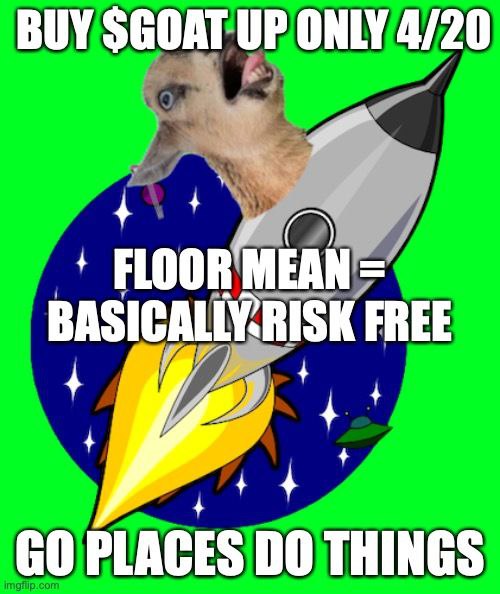 BUY $GOAT UP ONLY 4/20
FLOOR MEAN =
BASICALLY RISK FREE
GO PLACES DO THINGS
imgflip.com